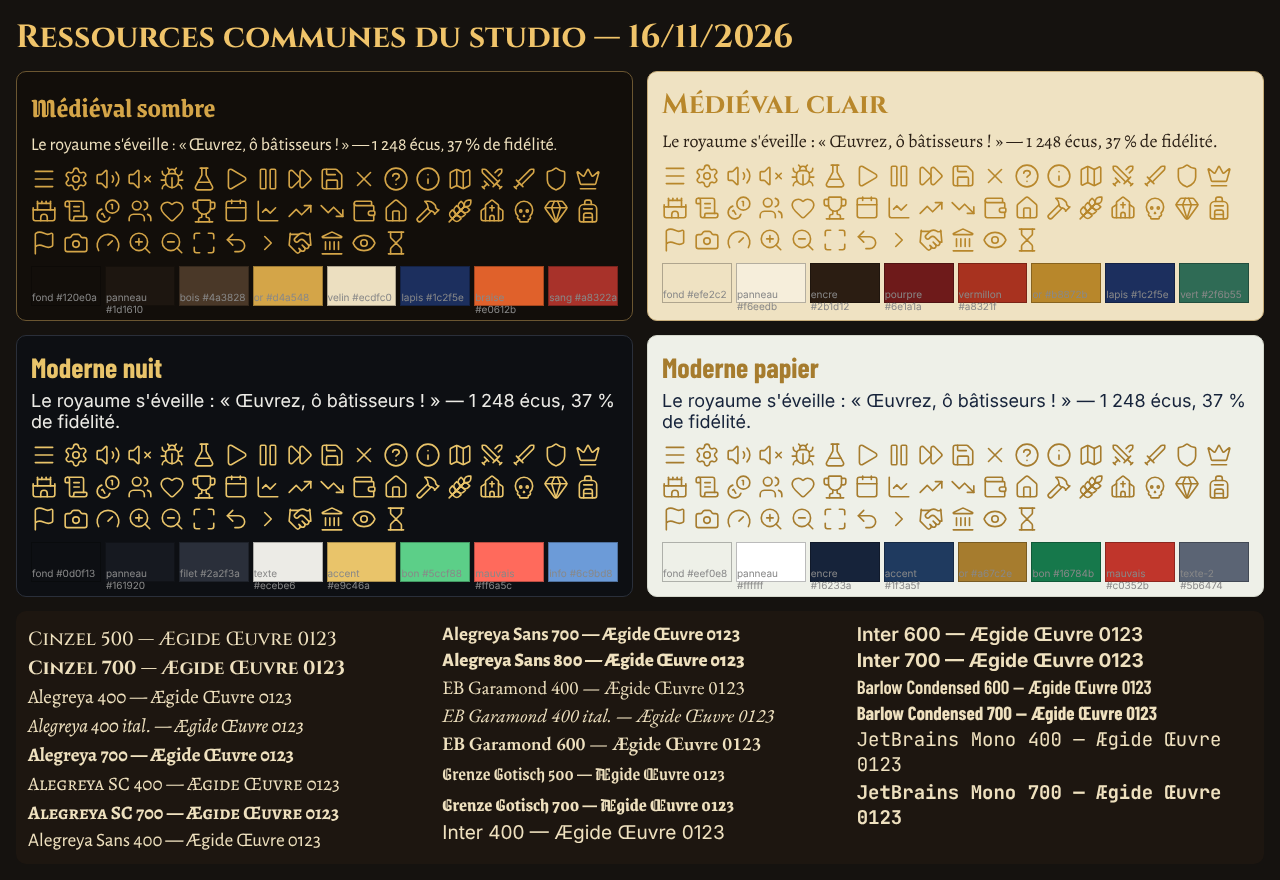 Ressources communes du studio — 16/11/2026
Médiéval sombre
Le royaume s'éveille : « Œuvrez, ô bâtisseurs ! » — 1 248 écus, 37 % de fidélité.
fond #120e0a
panneau #1d1610
bois #4a3828
or #d4a548
velin #ecdfc0
lapis #1c2f5e
#e0612b
sang #a8322a
Médiéval clair
Le royaume s'éveille : « Œuvrez, ô bâtisseurs ! » — 1 248 écus, 37 % de fidélité.
fond #efe2c2
panneau #f6eedb
encre #2b1d12
pourpre #6e1a1a
vermillon #a8321f
lapis #1c2f5e
vert #2f6b55
Moderne nuit
Le royaume s'éveille : « Œuvrez, ô bâtisseurs ! » — 1 248 écus, 37 %
de fidélité.
fond #0d0f13
panneau #161920
filet #2a2f3a
texte #ecebe6
accent #e9c46a
bon #5ccf88
mauvais #ff6a5c
Moderne papier
Le royaume s'éveille : « Œuvrez, ô bâtisseurs ! » — 1 248 écus, 37 %
de fidélité.
fond #eef0e8
panneau #ffffff
encre #16233a
accent #1f3a5f
bon #16784b
mauvais #c0352b
texte-2 #5b6474
Cinzel 500 — Ægide Œuvre 0123
Cinzel 700 — Ægide Œuvre 0123
Alegreya 400 — Ægide Œuvre 0123
Alegreya 400 ital. — Ægide Œuvre 0123
Alegreya 700 — Ægide Œuvre 0123
Alegreya SC 400 — Ægide Œuvre 0123
Alegreya SC 700 — Ægide Œuvre 0123
Alegreya Sans 400 — Ægide Œuvre 0123
Alegreya Sans 700 — Ægide Œuvre 0123
Alegreya Sans 800 — Ægide Œuvre 0123
EB Garamond 400 — Ægide Œuvre 0123
EB Garamond 400 ital. — Ægide Œuvre 0123
EB Garamond 600 — Ægide Œuvre 0123
Grenze Gotisch 500 — Ægide Œuvre 0123
Grenze Gotisch 700 — Ægide Œuvre 0123
Inter 400 — Ægide Œuvre 0123
Inter 600 — Ægide Œuvre 0123
Inter 700 — Ægide Œuvre 0123
Barlow Condensed 600 — Ægide Œuvre 0123
Barlow Condensed 700 — Ægide Œuvre 0123
JetBrains Mono 400 — Ægide Œuvre
0123
JetBrains Mono 700 — Ægide Œuvre
0123